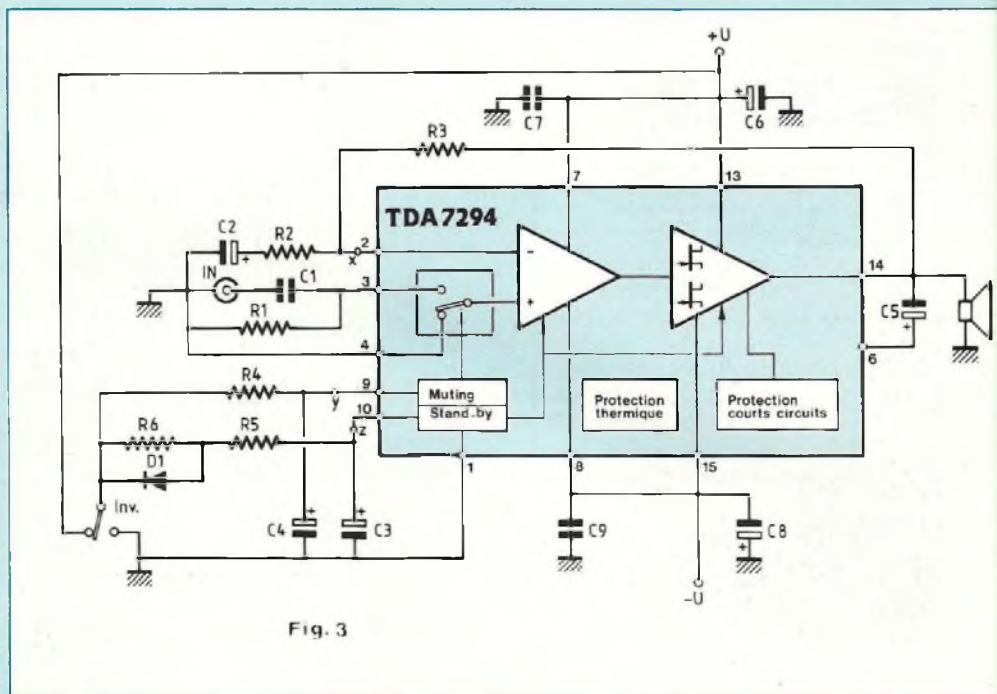 +U
C7
C6
R3
7
13
TDA7294
C2
R2
2
x
IN
C1
3
R1
4
14
C5
6
R4
9
y
Muting
Stand-by
10
z
Protection
thermique
Protection
courts circuits
R6
R5
D1
Inv.
1
8
15
C4
C3
C9
C8
-U
Fig. 3